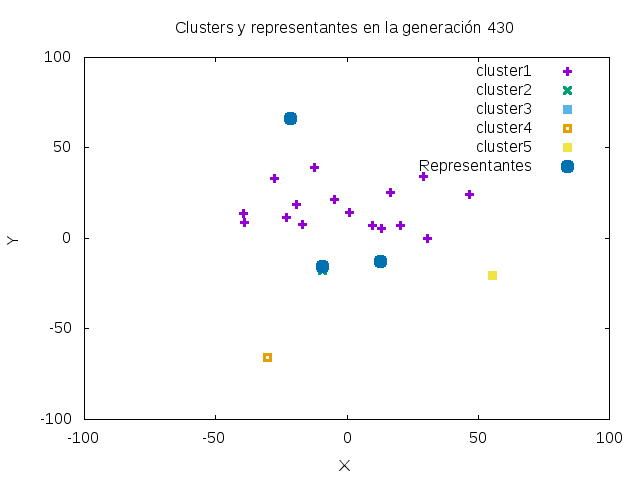 Clusters y representantes en la generación 430
100
50
0
-50
-100
-100 -50 0 50 100
Y
X
cluster1
cluster2
cluster3
cluster4
cluster5
Representantes